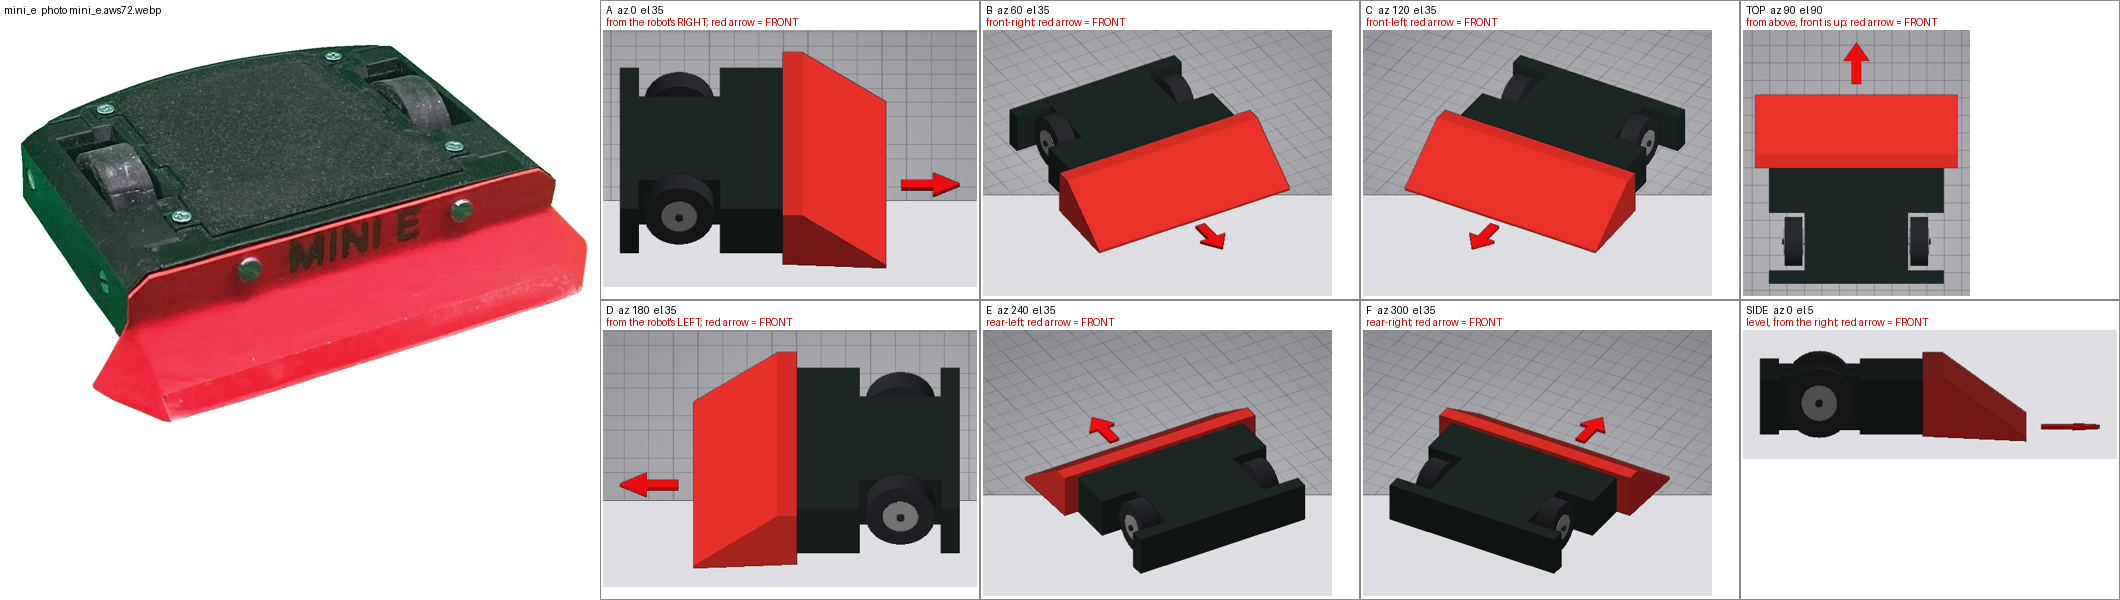 mini_e photo mini_e.aws72.webp
MINI E
A az 0 el 35
from the robot's RIGHT; red arrow = FRONT
B az 60 el 35
front-right; red arrow = FRONT
C az 120 el 35
front-left; red arrow = FRONT
TOP az 90 el 90
from above, front is up; red arrow = FRONT
D az 180 el 35
from the robot's LEFT; red arrow = FRONT
E az 240 el 35
rear-left; red arrow = FRONT
F az 300 el 35
rear-right; red arrow = FRONT
SIDE az 0 el 5
level, from the right; red arrow = FRONT